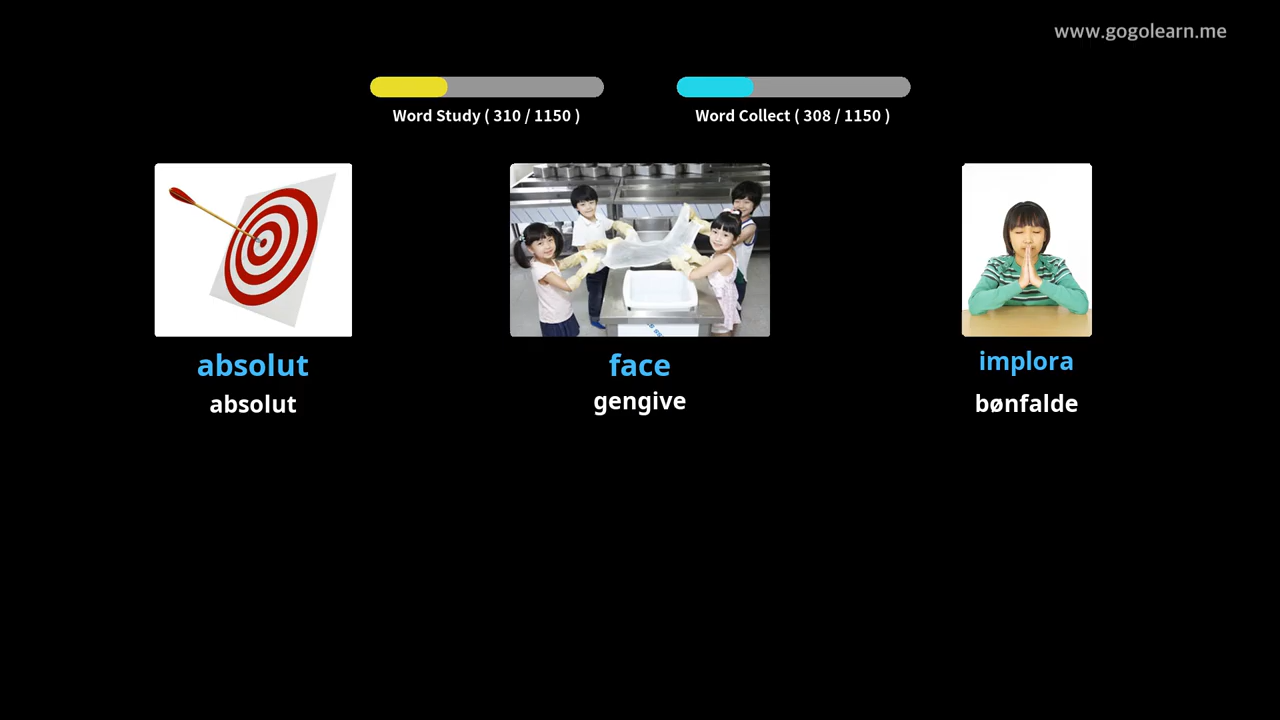 www.gogolearn.me
Word Study ( 310 / 1150 )
Word Collect ( 308 / 1150 )
absolut
absolut
face
gengive
implora
bønfalde